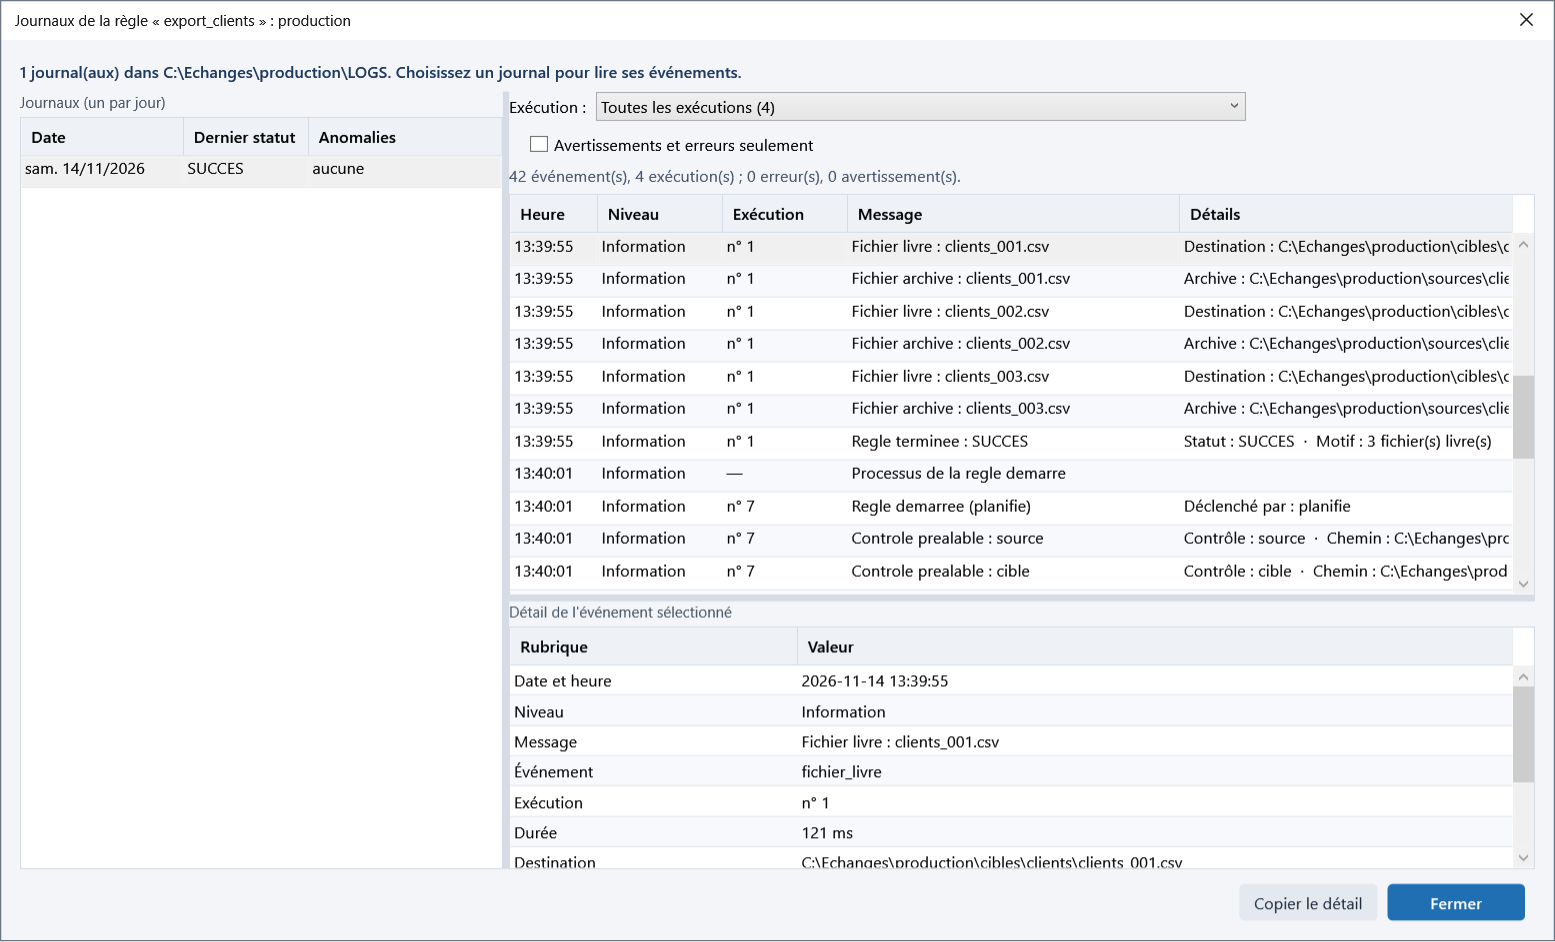 Journaux de la règle « export_clients » : production
1 journal(aux) dans C:\Echanges\production\LOGS. Choisissez un journal pour lire ses événements.
Journaux (un par jour)
Date Dernier statut Anomalies
sam. 14/11/2026 SUCCES aucune
Exécution : Toutes les exécutions (4)
Avertissements et erreurs seulement
42 événement(s), 4 exécution(s) ; 0 erreur(s), 0 avertissement(s).
Heure Niveau Exécution Message Détails
13:39:55 Information n° 1 Fichier livre : clients_001.csv Destination : C:\Echanges\production\cibles\c
13:39:55 Information n° 1 Fichier archive : clients_001.csv Archive : C:\Echanges\production\sources\clie
13:39:55 Information n° 1 Fichier livre : clients_002.csv Destination : C:\Echanges\production\cibles\c
13:39:55 Information n° 1 Fichier archive : clients_002.csv Archive : C:\Echanges\production\sources\clie
13:39:55 Information n° 1 Fichier livre : clients_003.csv Destination : C:\Echanges\production\cibles\c
13:39:55 Information n° 1 Fichier archive : clients_003.csv Archive : C:\Echanges\production\sources\clie
13:39:55 Information n° 1 Regle terminee : SUCCES Statut : SUCCES · Motif : 3 fichier(s) livre(s)
13:40:01 Information — Processus de la regle demarre
13:40:01 Information n° 7 Regle demarree (planifie) Déclenché par : planifie
13:40:01 Information n° 7 Controle prealable : source Contrôle : source · Chemin : C:\Echanges\prc
13:40:01 Information n° 7 Controle prealable : cible Contrôle : cible · Chemin : C:\Echanges\prod
Détail de l'événement sélectionné
Rubrique Valeur
Date et heure 2026-11-14 13:39:55
Niveau Information
Message Fichier livre : clients_001.csv
Événement fichier_livre
Exécution n° 1
Durée 121 ms
Destination C:\Echanges\production\cibles\clients\clients_001.csv
Copier le détail Fermer